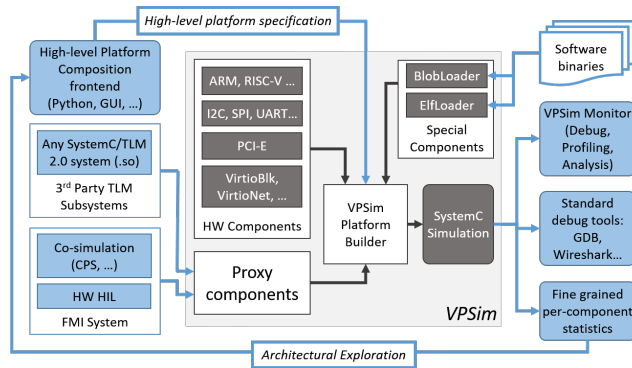 High-level platform specification
High-level Platform
Composition
frontend
(Python, GUI, …)
Any SystemC/TLM
2.0 system (.so)
3rd Party TLM
Subsystems
Co-simulation
(CPS, …)
HW HIL
FMI System
ARM, RISC-V …
I2C, SPI, UART…
PCI-E
VirtioBlk,
VirtioNet, …
HW Components
Proxy
components
BlobLoader
ElfLoader
Special
Components
VPSim
Platform
Builder
SystemC
Simulation
VPSim
Software
binaries
VPSim Monitor
(Debug,
Profiling,
Analysis)
Standard
debug tools:
GDB,
Wireshark…
Fine grained
per-component
statistics
Architectural Exploration